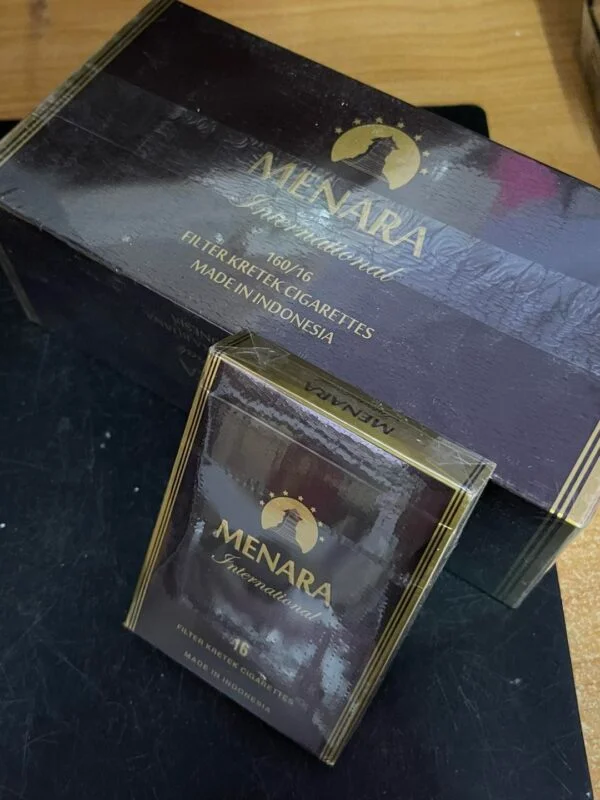 MENARA
International
160/16
FILTER KRETEK CIGARETTES
MADE IN INDONESIA
MENARA
MENARA
International
16
FILTER KRETEK CIGARETTES
MADE IN INDONESIA